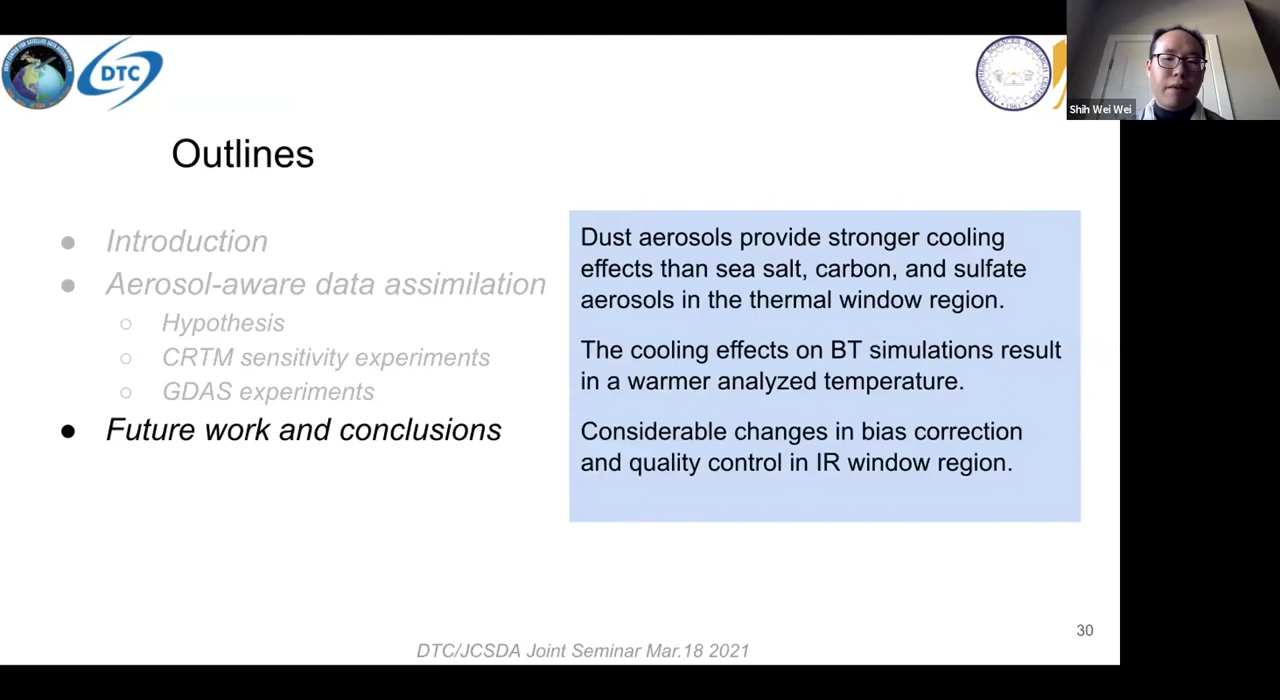 DTC
Shih Wei Wei
Outlines
● Introduction
● Aerosol-aware data assimilation
○ Hypothesis
○ CRTM sensitivity experiments
○ GDAS experiments
● Future work and conclusions
Dust aerosols provide stronger cooling
effects than sea salt, carbon, and sulfate
aerosols in the thermal window region.
The cooling effects on BT simulations result
in a warmer analyzed temperature.
Considerable changes in bias correction
and quality control in IR window region.
30
DTC/JCSDA Joint Seminar Mar.18 2021